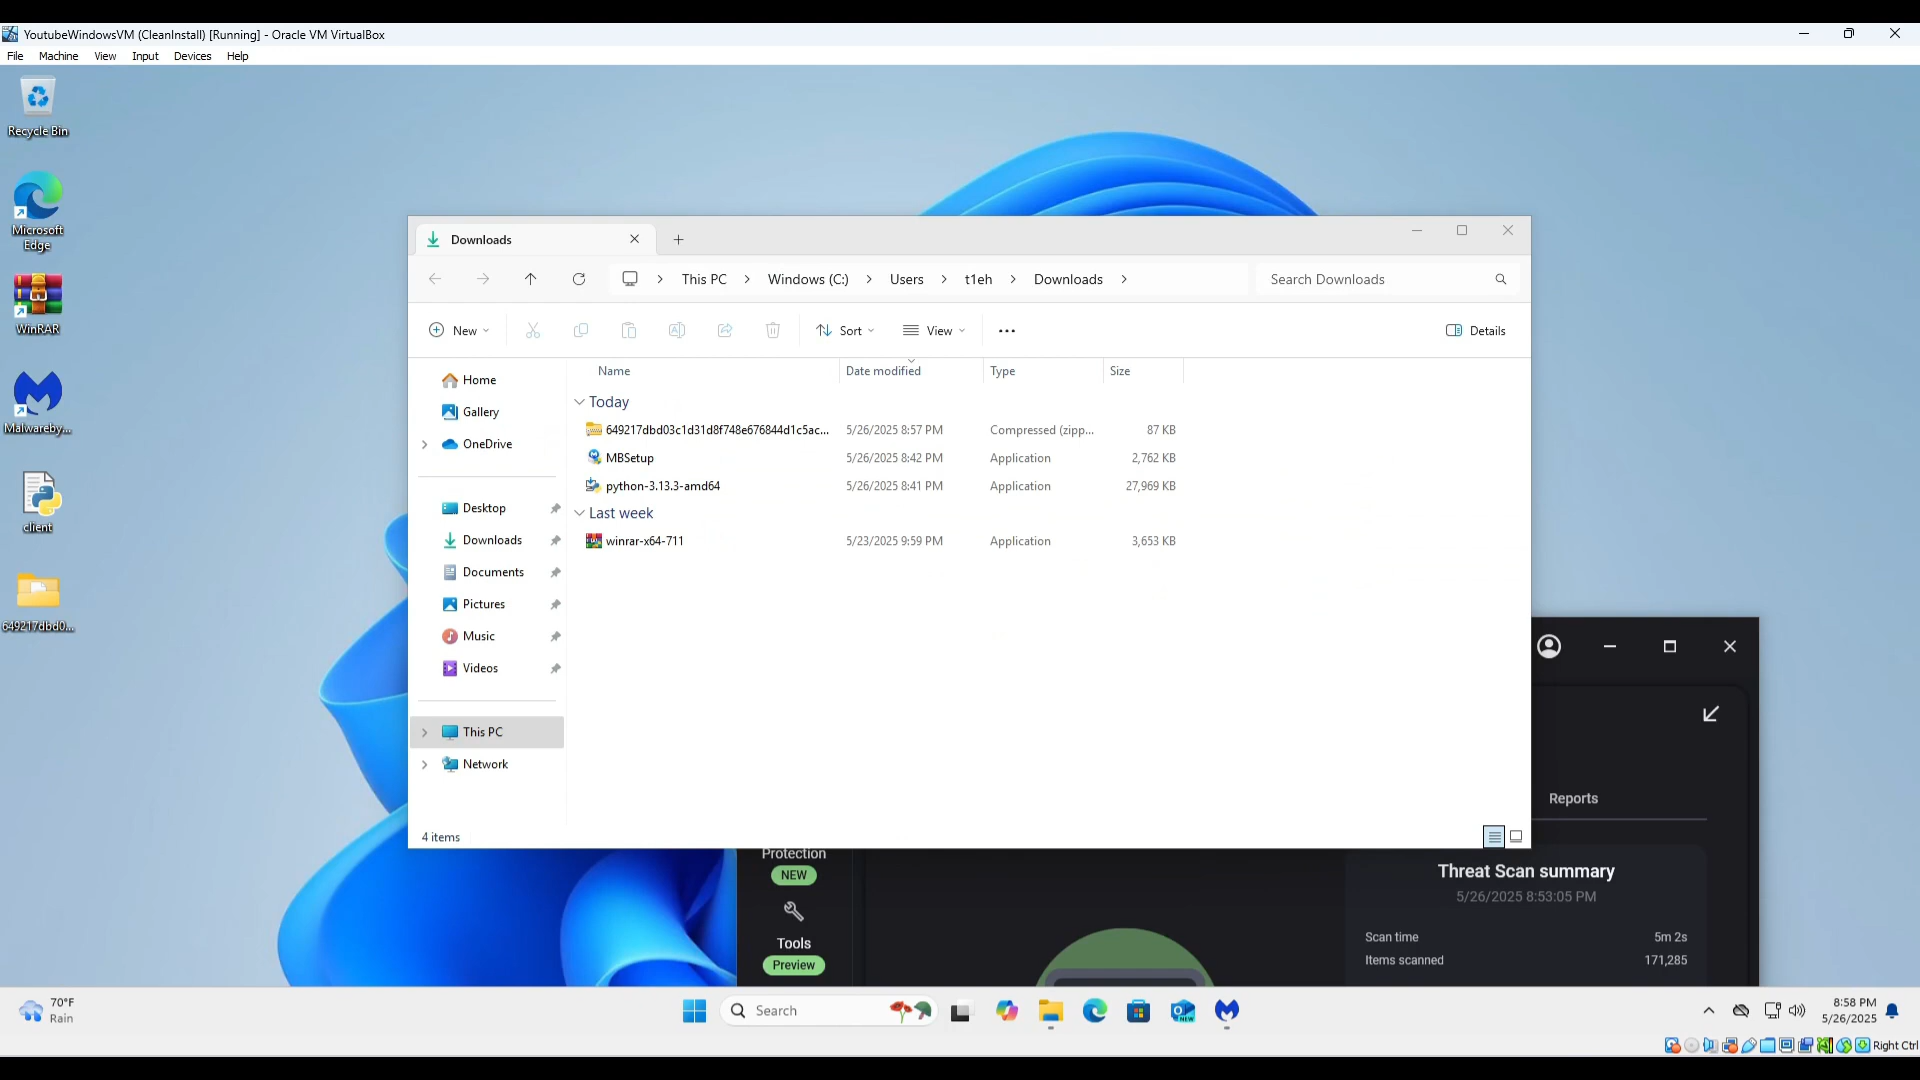 YoutubeWindowsVM (CleanInstall) [Running] - Oracle VM VirtualBox
File Machine View Input Devices Help
Recycle Bin
Microsoft
Edge
WinRAR
Malwareby...
client
649217dbd0...
Downloads
This PC > Windows (C:) > Users > t1eh > Downloads >
Search Downloads
New
Sort
View
Details
Name Date modified Type Size
Home
Gallery
OneDrive
Desktop
Downloads
Documents
Pictures
Music
Videos
This PC
Network
Today
649217dbd03c1d31d8f748e676844d1c5ac... 5/26/2025 8:57 PM Compressed (zipp... 87 KB
MBSetup 5/26/2025 8:42 PM Application 2,762 KB
python-3.13.3-amd64 5/26/2025 8:41 PM Application 27,969 KB
Last week
winrar-x64-711 5/23/2025 9:59 PM Application 3,653 KB
4 items
Reports
Protection
NEW
Tools
Preview
Threat Scan summary
5/26/2025 8:53:05 PM
Scan time 5m 2s
Items scanned 171,285
70°F
Rain
Search
NEW
8:58 PM
5/26/2025
Right Ctrl